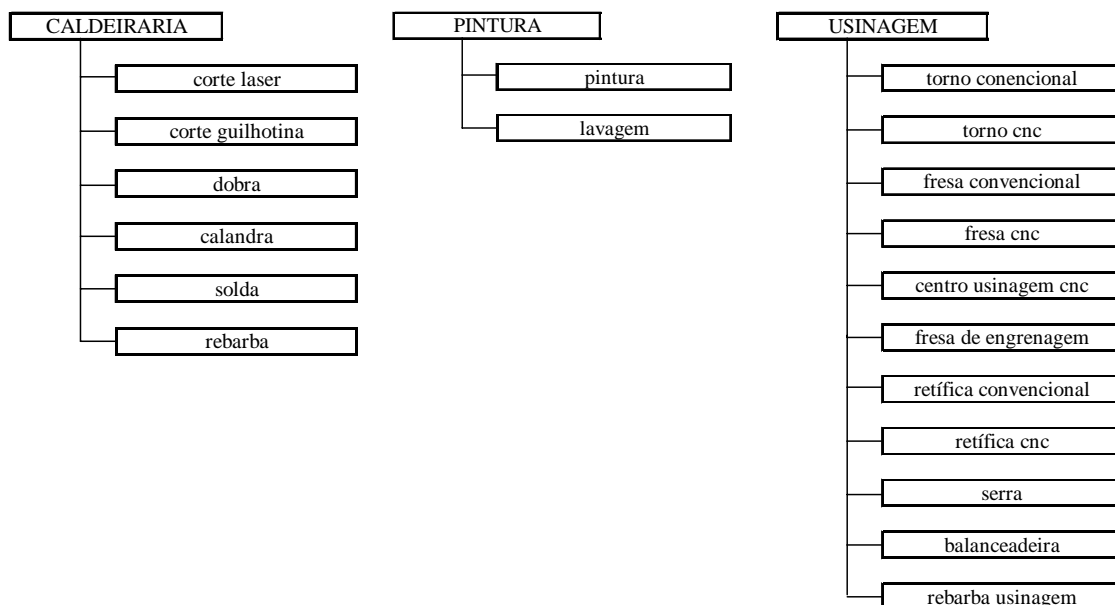 CALDEIRARIA
corte laser
corte guilhotina
dobra
calandra
solda
rebarba
PINTURA
pintura
lavagem
USINAGEM
torno conencional
torno cnc
fresa convencional
fresa cnc
centro usinagem cnc
fresa de engrenagem
retífica convencional
retífica cnc
serra
balanceadeira
rebarba usinagem